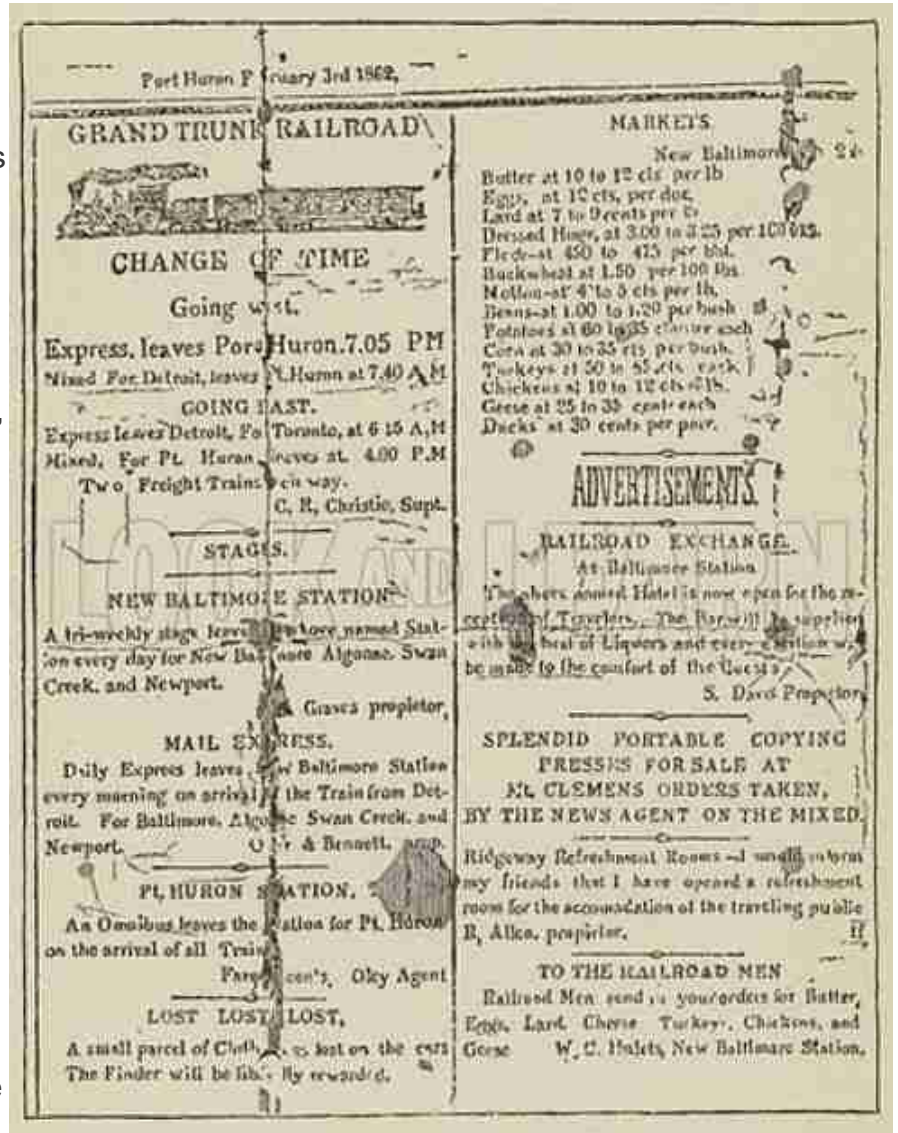 Port Huron F ruary 3rd 1862,
GRAND TRUNK RAILROAD
CHANGE OF TIME
Going west.
Express, leaves Port Huron. 7.05 PM
Mixed For Detroit, leaves Pt. Huron at 7.40 A.M
GOING EAST.
Express leaves Detroit, For Toronto, at 6 15 A,M
Mixed, For Pt. Huron leaves at 4.00 P.M
Two Freight Trains each way.
C, R, Christie, Supt.
STAGES.
NEW BALTIMORE STATION
A tri-weekly stage leaves above named Stat-
ion every day for New Baltimore Algonac, Swan
Creek, and Newport.
Graves propietor,
MAIL EXPRESS.
Daily Express leaves New Baltimore Station
every morning on arrival of the Train from Det-
roit. For Baltimore, Algonac Swan Creek, and
Newport. & Bennett, prop.
Pt, HURON STATION.
An Omnibus leaves the station for Pt. Huron
on the arrival of all Trains
Fare cen's, Oky Agent
LOST LOST LOST,
A small parcel of Cloth was lost on the cars
The Finder will be liberally rewarded.
MARKETS
New Baltimore
Butter at 10 to 12 cts per lb
Eggs, at 12 cts, per doz,
Lard at 7 to 9 cents per lb
Dressed Hogs, at 3.00 to 3 25 per 100 lbs.
450 to 475 per bbl.
Buckwheat at 1.50 per 100 lbs
Mutton-at 4 to 5 cts per lb,
Beans-at 1.00 to 1.20 per bush
Potatoes at 60 to 35 each
Corn at 30 to 35 cts per bush.
Turkeys at 50 to 55 cts each
Chickens at 10 to 12 cts
Geese at 25 to 35 cents each
Ducks at 30 cents per pair.
ADVERTISEMENTS.
RAILROAD EXCHANGE.
At Baltimore Station
The above named Hotel is now open for the re-
ception of Travelers. The Bar will be supplied
with the best of Liquors and every exertion will
be made to the comfort of the Guests
S. Davis Propietor
SPLENDID PORTABLE COPYING
PRESSES FOR SALE AT
Mt. CLEMENS ORDERS TAKEN,
BY THE NEWS AGENT ON THE MIXED.
Ridgeway Refreshment Rooms -I would inform
my friends that I have opened a refreshment
room for the accomadation of the traveling public
R, Allen. propietor.
TO THE RAILROAD MEN
Railroad Men send in your orders for Butter,
Eggs, Lard, Cheese Turkeys, Chickens, and
Geese W. C. Hulets, New Baltimore Station.
LOOK AND LEARN